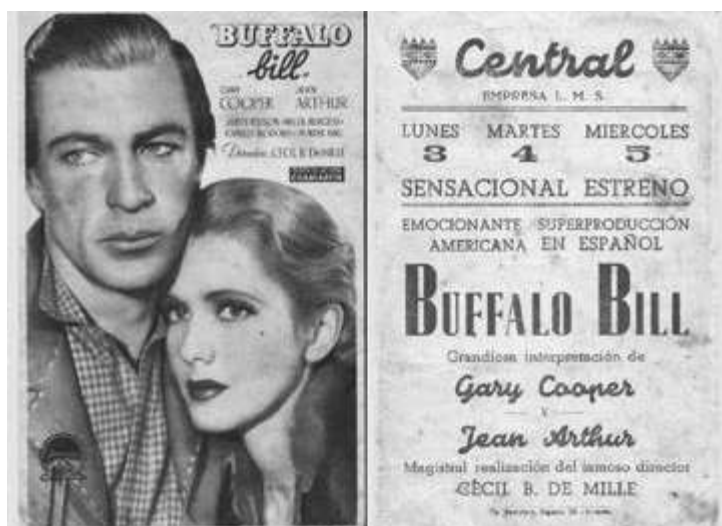 BUFFALO
bill
GARY JEAN
COOPER ARTHUR
Director CECIL B. DeMILLE
Central
EMPRESA L. M. S.
LUNES MARTES MIERCOLES
3 4 5
SENSACIONAL ESTRENO
EMOCIONANTE SUPERPRODUCCIÓN
AMERICANA EN ESPAÑOL
BUFFALO BILL
Grandiosa interpretación de
Gary Cooper
Y
Jean Arthur
Magistral realización del famoso director
CECIL B. DE MILLE